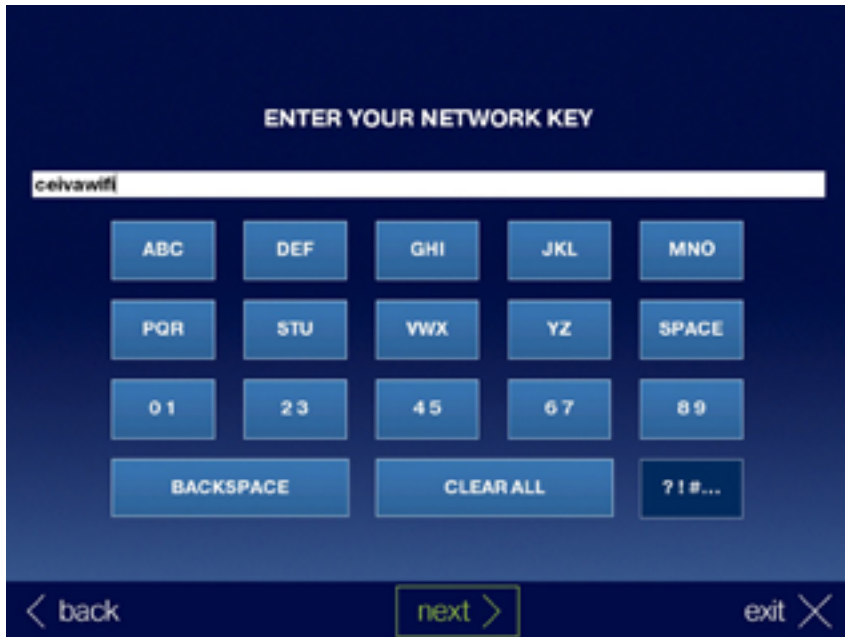 ENTER YOUR NETWORK KEY
ceivawifi
ABC DEF GHI JKL MNO
PQR STU VWX YZ SPACE
0 1 2 3 4 5 6 7 8 9
BACKSPACE CLEAR ALL ? ! # ...
back next exit